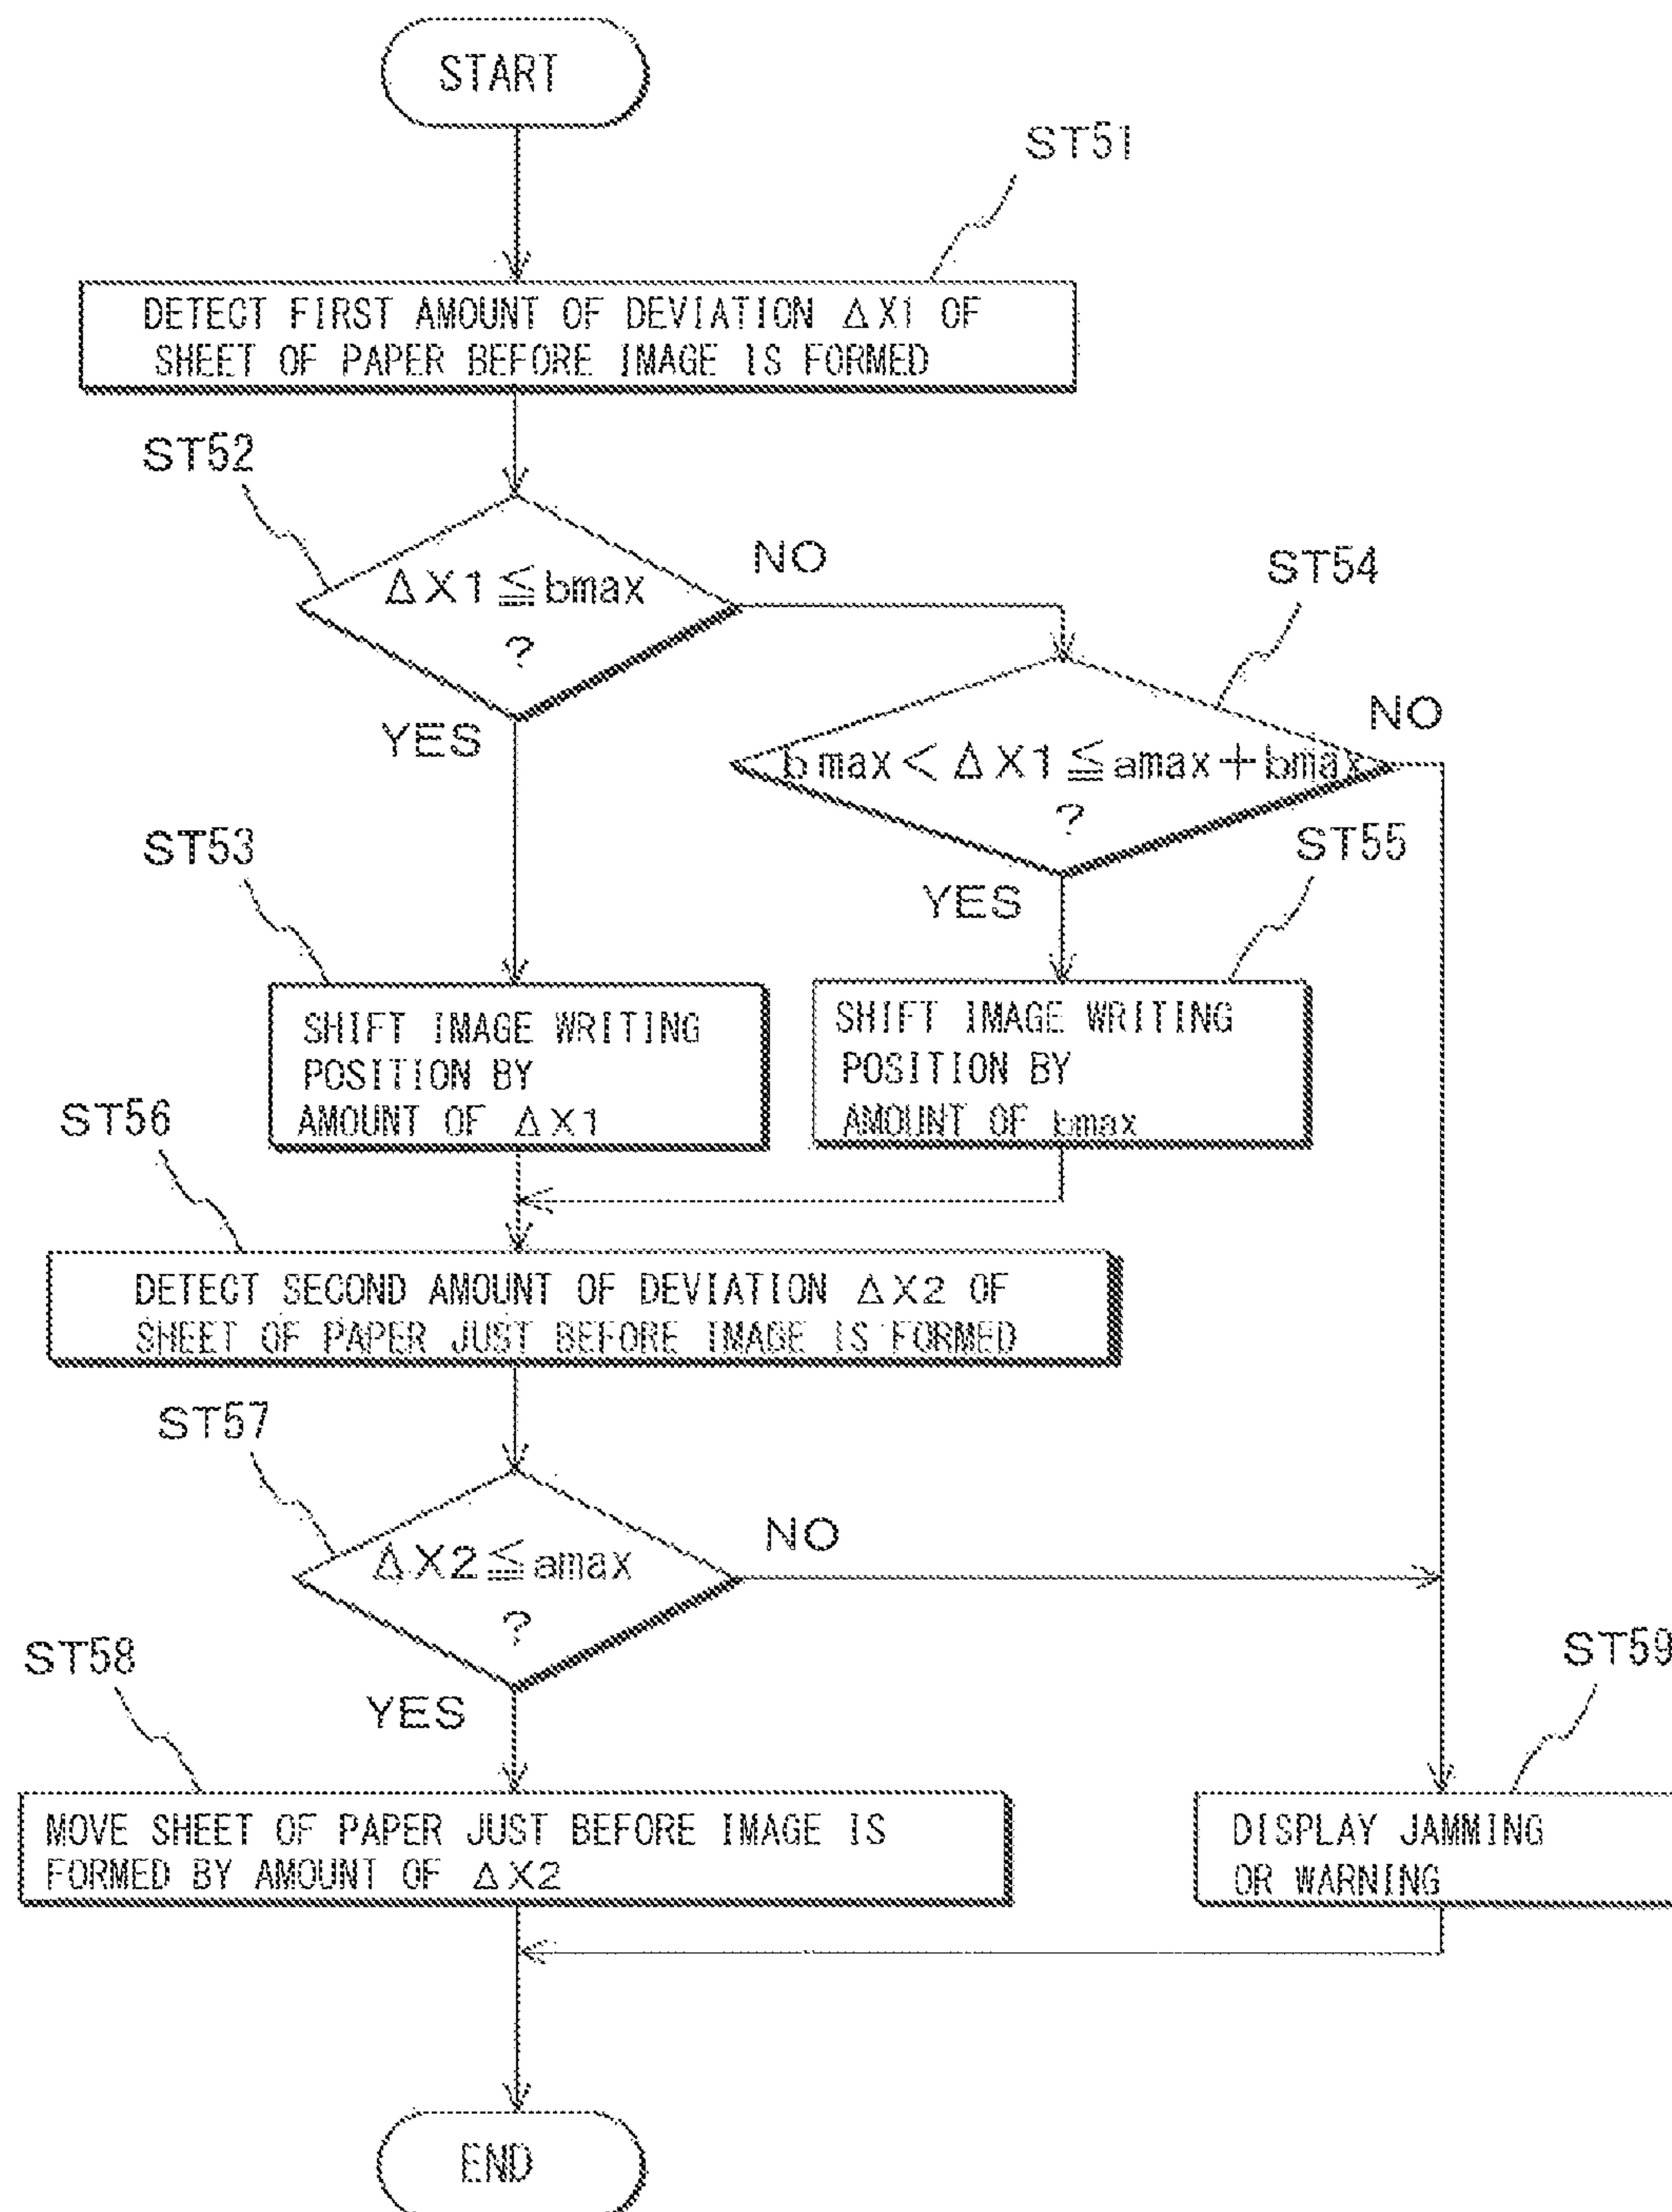 START
ST51
DETECT FIRST AMOUNT OF DEVIATION ΔX1 OF
SHEET OF PAPER BEFORE IMAGE IS FORMED
ST52
ΔX1≦bmax
?
NO
YES
ST54
bmax<ΔX1≦amax+bmax
?
NO
YES
ST53
SHIFT IMAGE WRITING
POSITION BY
AMOUNT OF ΔX1
ST55
SHIFT IMAGE WRITING
POSITION BY
AMOUNT OF bmax
ST56
DETECT SECOND AMOUNT OF DEVIATION ΔX2 OF
SHEET OF PAPER JUST BEFORE IMAGE IS FORMED
ST57
ΔX2≦amax
?
NO
YES
ST58
MOVE SHEET OF PAPER JUST BEFORE IMAGE IS
FORMED BY AMOUNT OF ΔX2
ST59
DISPLAY JAMMING
OR WARNING
END